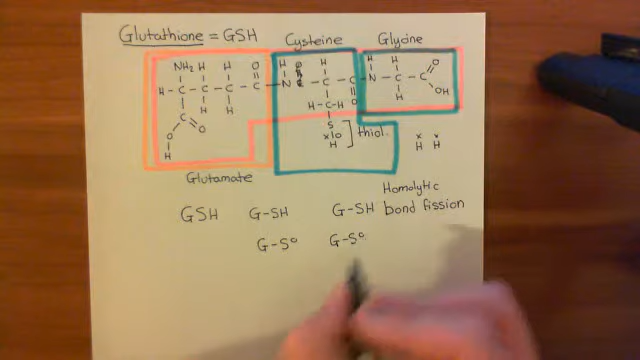 Glutathione = GSH
Cysteine
Glycine
NH₂ H H O H H O H H O
H-C-C-C-C-N C-C-N-C-C
H H H-C-H O H OH
C O S
O x|o ] thiol x x
H H H H
Glutamate
Homolytic
GSH G-SH G-SH bond fission
G-S° G-S°